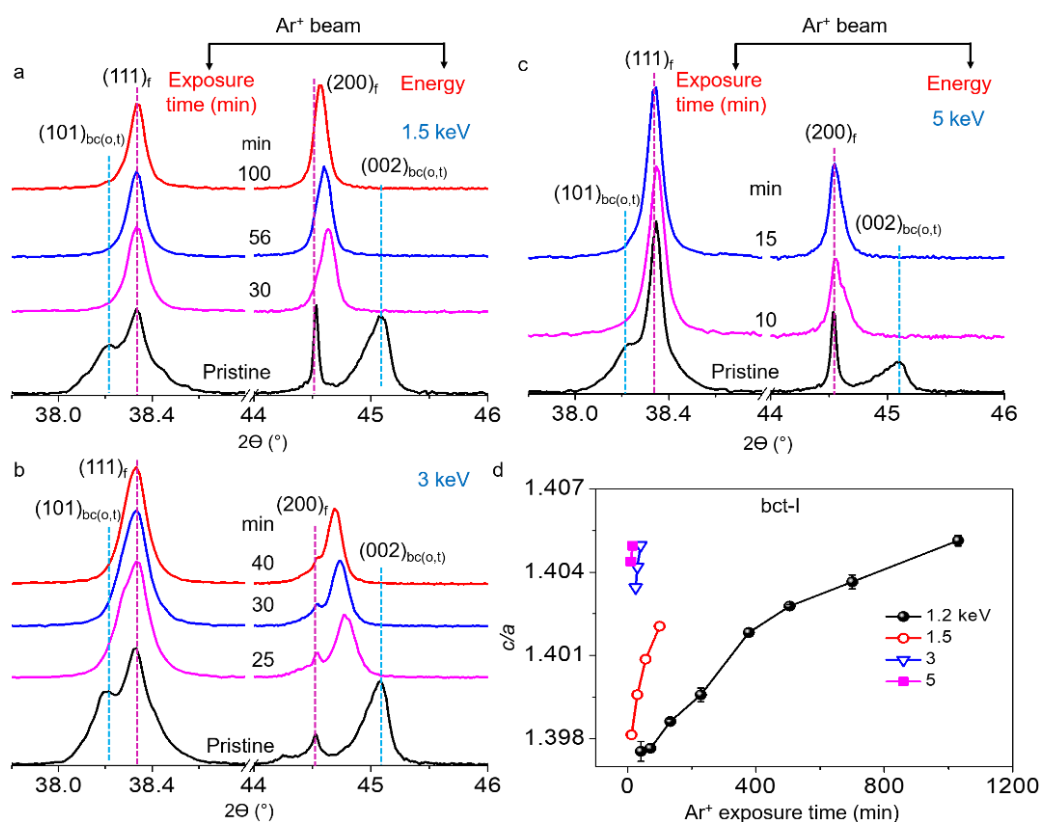 Ar⁺ beam
a
Exposure
time (min)
Energy
1.5 keV
(111)f
(200)f
(101)bc(o,t)
(002)bc(o,t)
min
100
56
30
Pristine
38.0
38.4
44
45
46
2Θ (°)
Ar⁺ beam
c
Exposure
time (min)
Energy
5 keV
(111)f
(200)f
(101)bc(o,t)
(002)bc(o,t)
min
15
10
Pristine
38.0
38.4
44
45
46
2Θ (°)
b
3 keV
(111)f
(200)f
(101)bc(o,t)
(002)bc(o,t)
min
40
30
25
Pristine
38.0
38.4
44
45
46
2Θ (°)
d
bct-I
1.407
1.404
1.401
1.398
c/a
1.2 keV
1.5
3
5
0
400
800
1200
Ar⁺ exposure time (min)